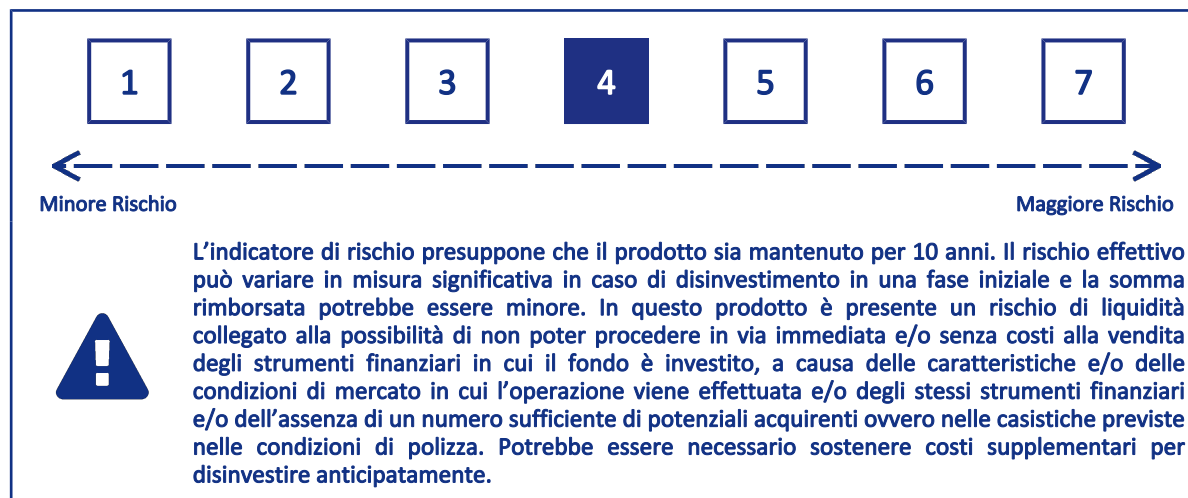 1 2 3 4 5 6 7
Minore Rischio Maggiore Rischio
L’indicatore di rischio presuppone che il prodotto sia mantenuto per 10 anni. Il rischio effettivo
può variare in misura significativa in caso di disinvestimento in una fase iniziale e la somma
rimborsata potrebbe essere minore. In questo prodotto è presente un rischio di liquidità
collegato alla possibilità di non poter procedere in via immediata e/o senza costi alla vendita
degli strumenti finanziari in cui il fondo è investito, a causa delle caratteristiche e/o delle
condizioni di mercato in cui l’operazione viene effettuata e/o degli stessi strumenti finanziari
e/o dell’assenza di un numero sufficiente di potenziali acquirenti ovvero nelle casistiche previste
nelle condizioni di polizza. Potrebbe essere necessario sostenere costi supplementari per
disinvestire anticipatamente.